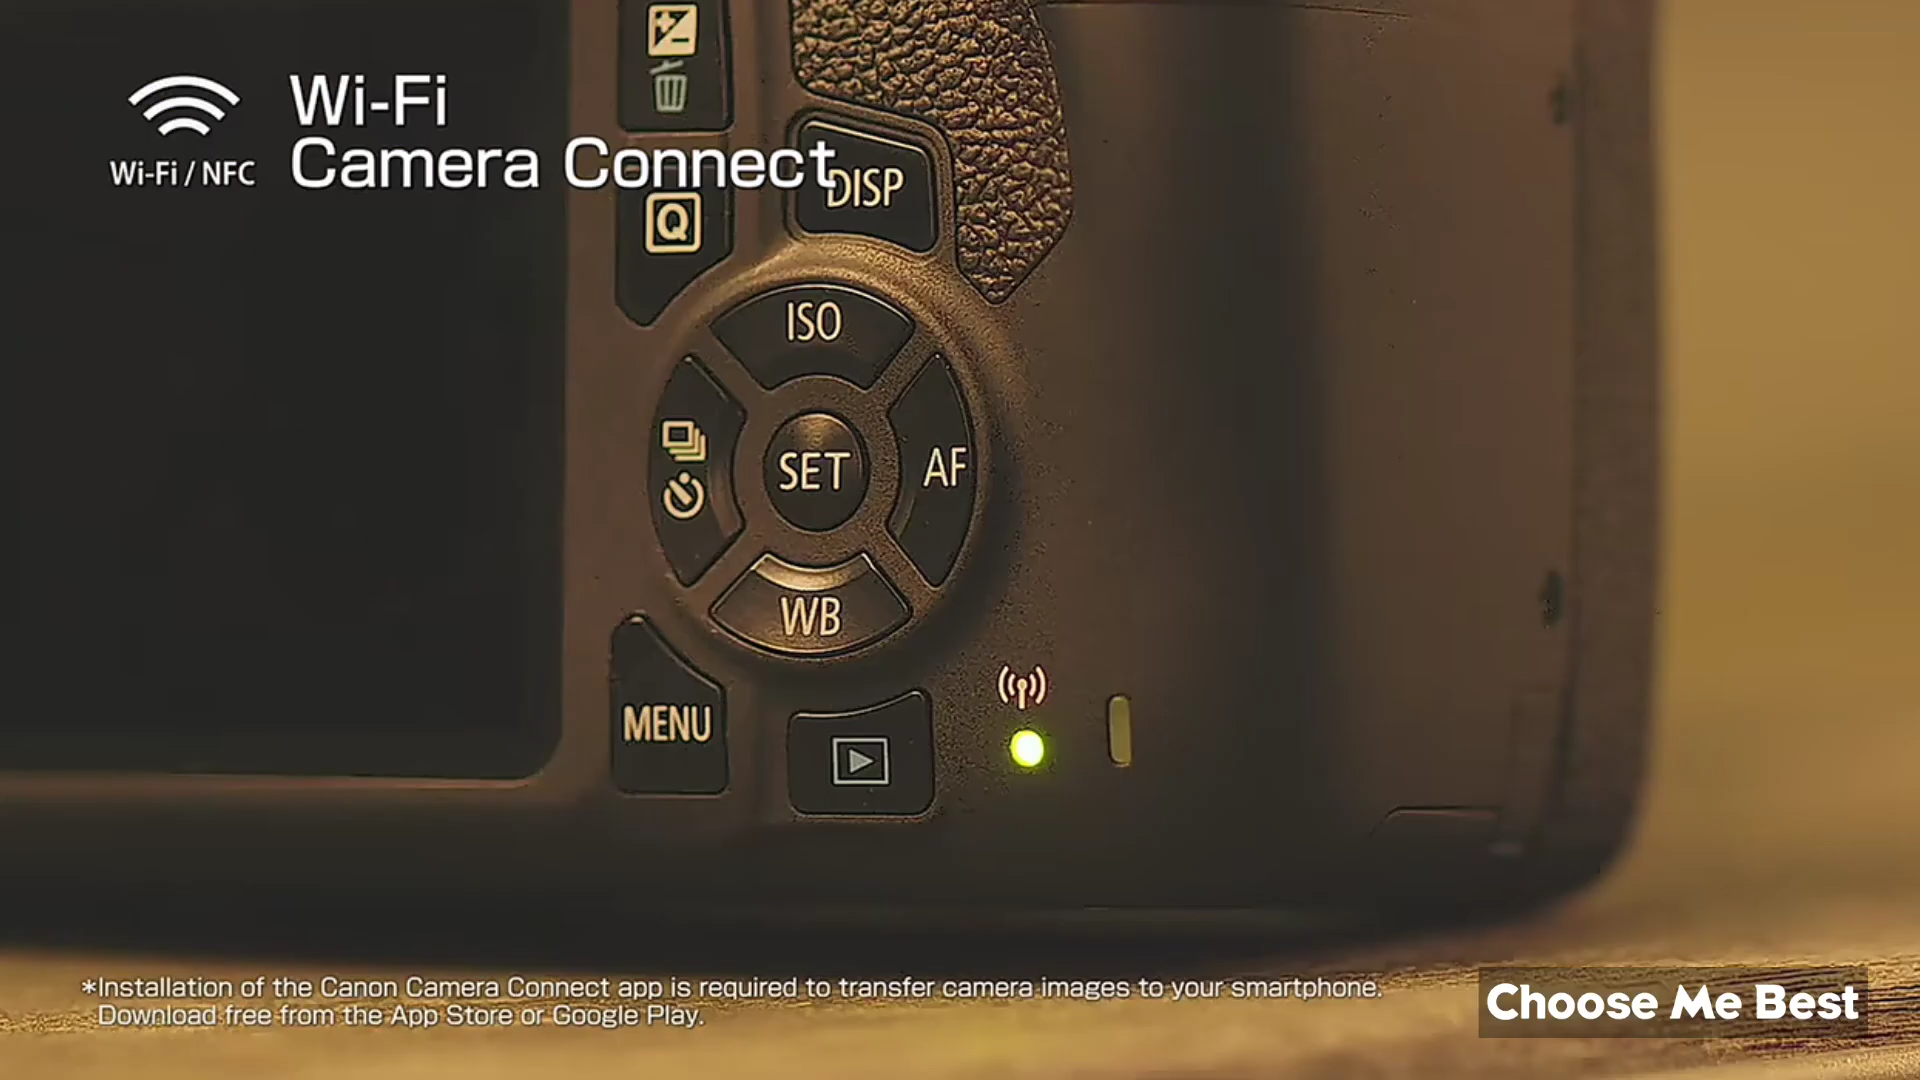 Wi-Fi
Camera Connect
Wi-Fi / NFC
DISP
Q
ISO
SET
AF
WB
MENU
*Installation of the Canon Camera Connect app is required to transfer camera images to your smartphone.
Download free from the App Store or Google Play.
Choose Me Best